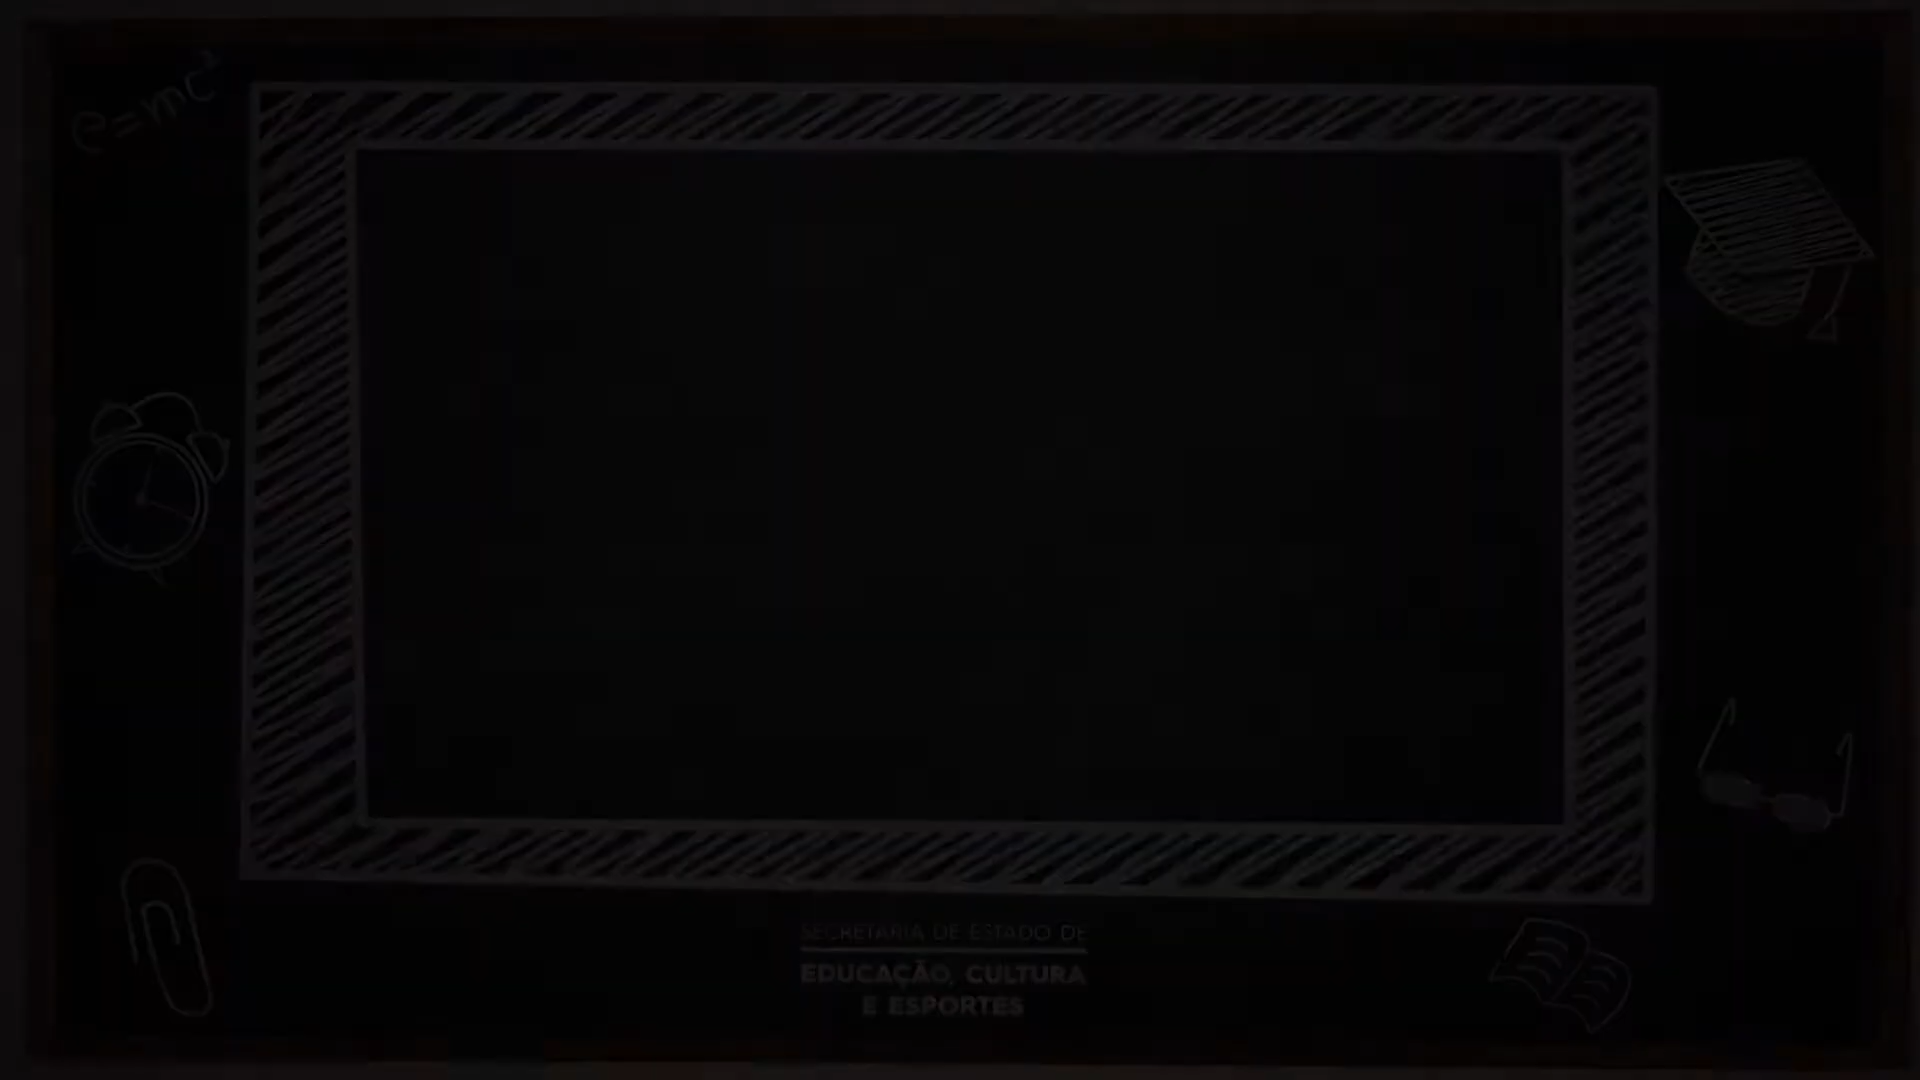 e=mc²
SECRETARIA DE ESTADO DE
EDUCAÇÃO, CULTURA
E ESPORTES